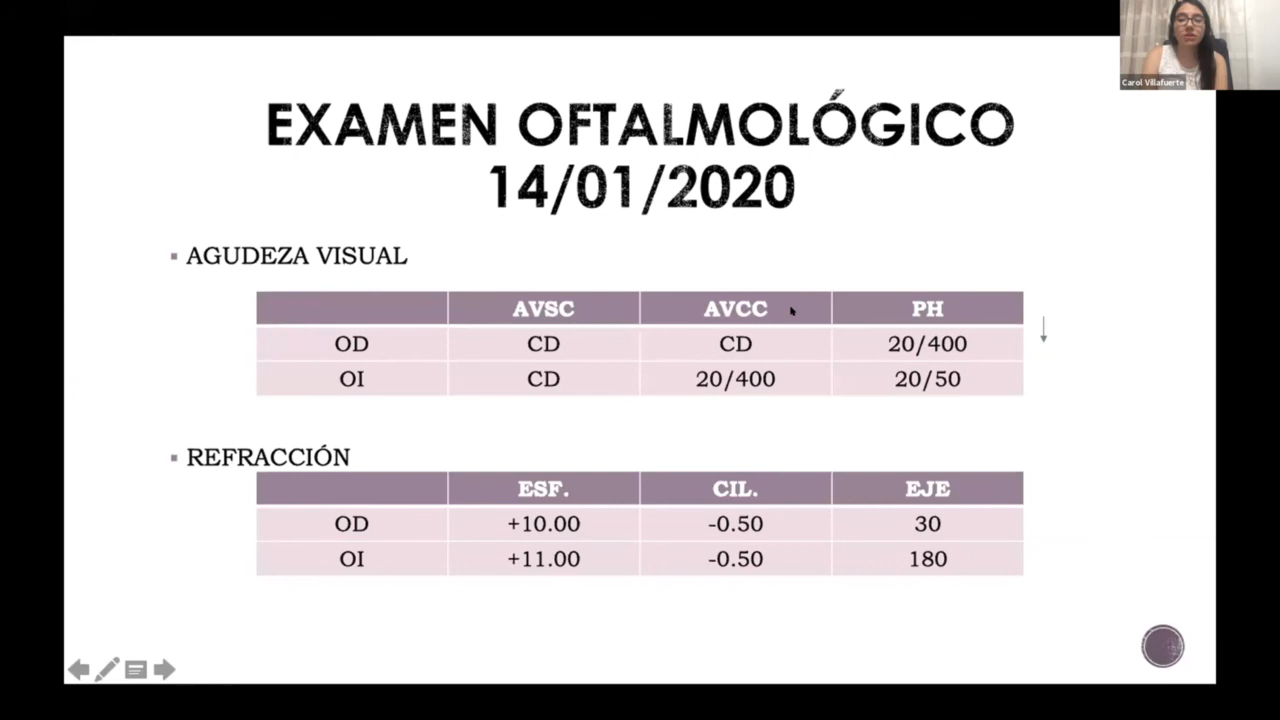 Carol Villafuerte
EXAMEN OFTALMOLÓGICO
14/01/2020
AGUDEZA VISUAL
AVSC AVCC PH
OD CD CD 20/400
OI CD 20/400 20/50
REFRACCIÓN
ESF. CIL. EJE
OD +10.00 -0.50 30
OI +11.00 -0.50 180